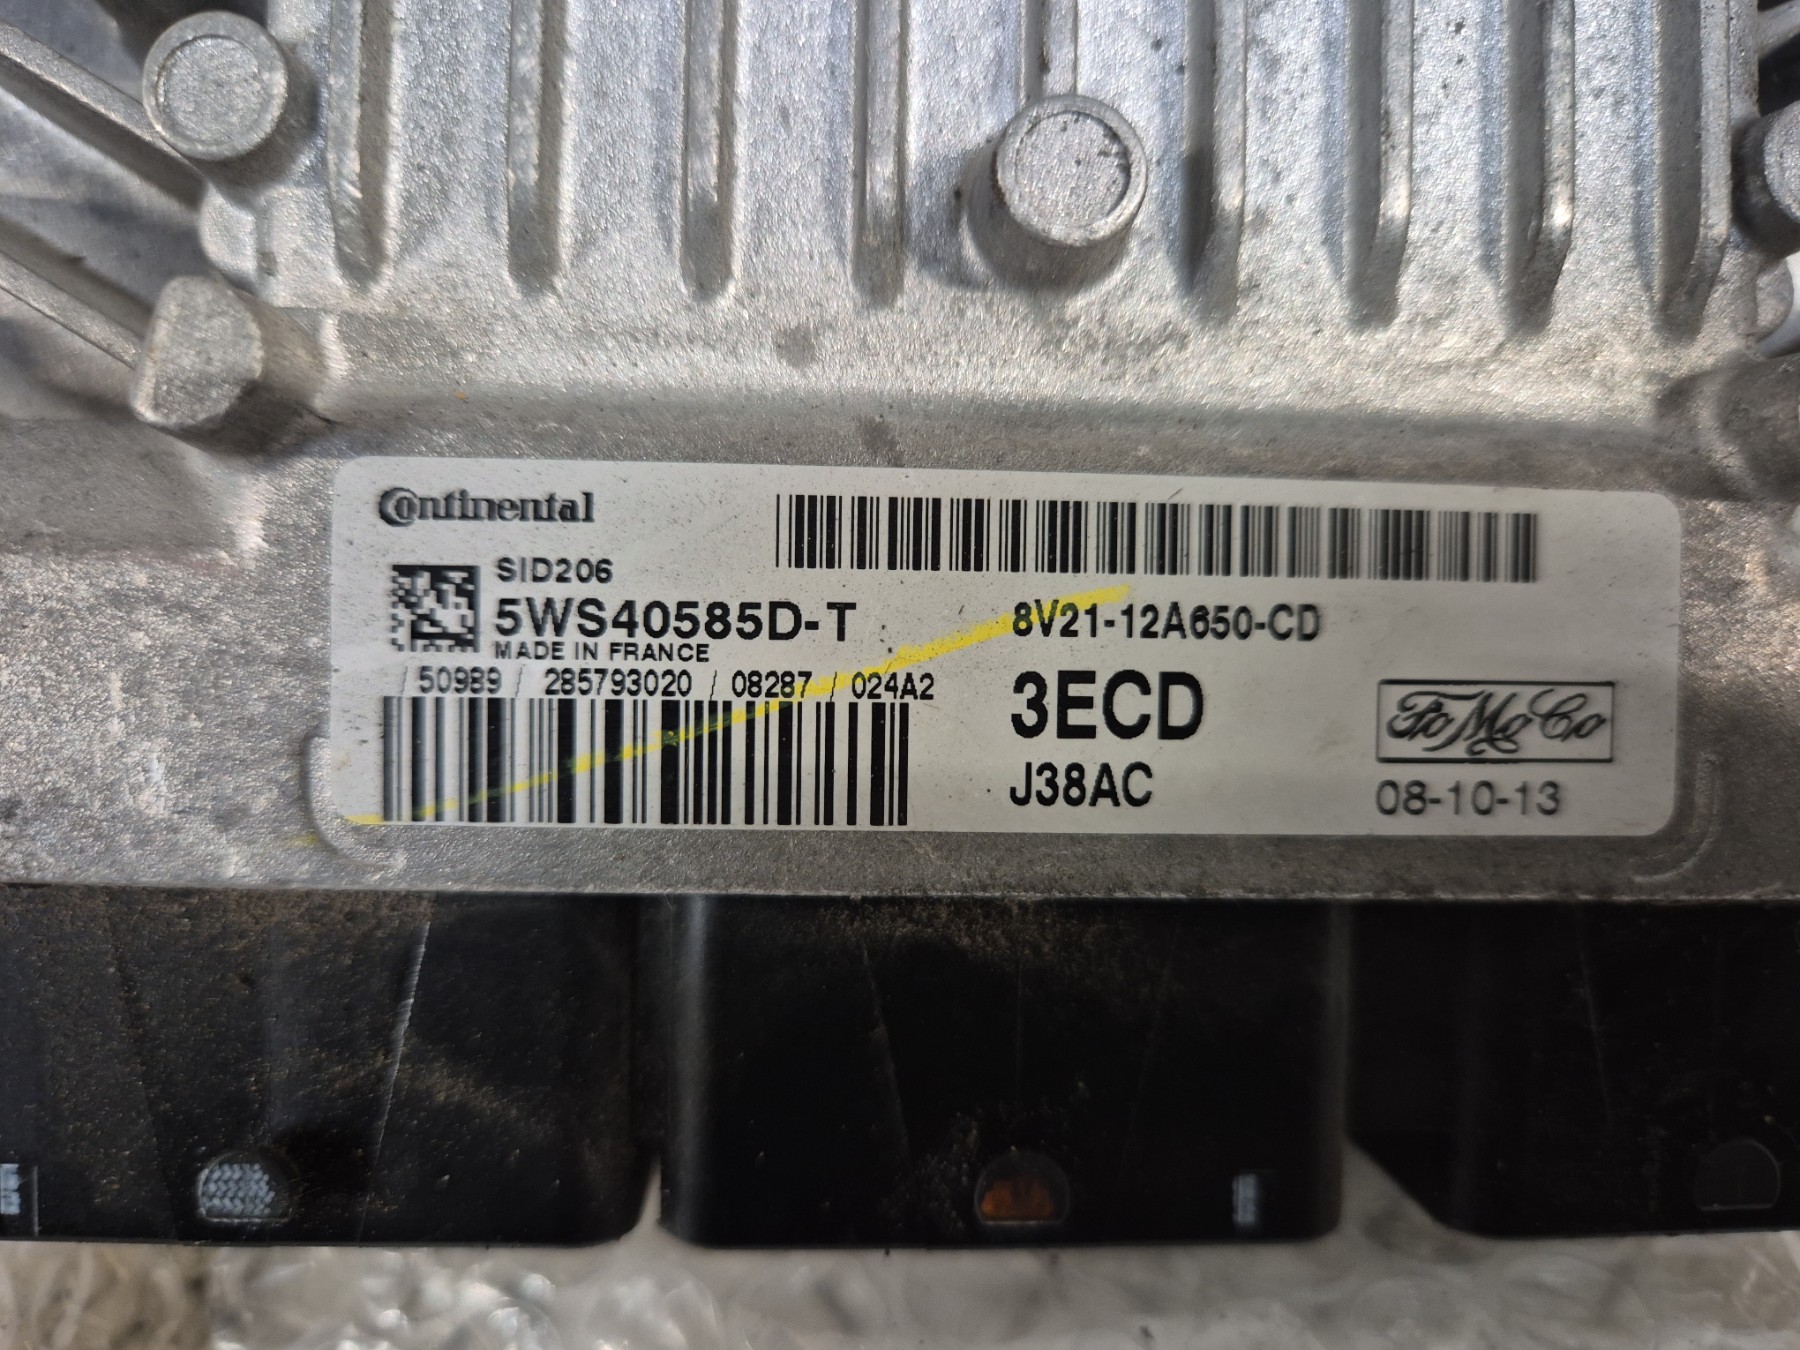 Continental
SID206
5WS40585D-T
MADE IN FRANCE
/ 50989 / 285793020 / 08287 / 024A2
8V21-12A650-CD
3ECD
J38AC
FoMoCo
08-10-13